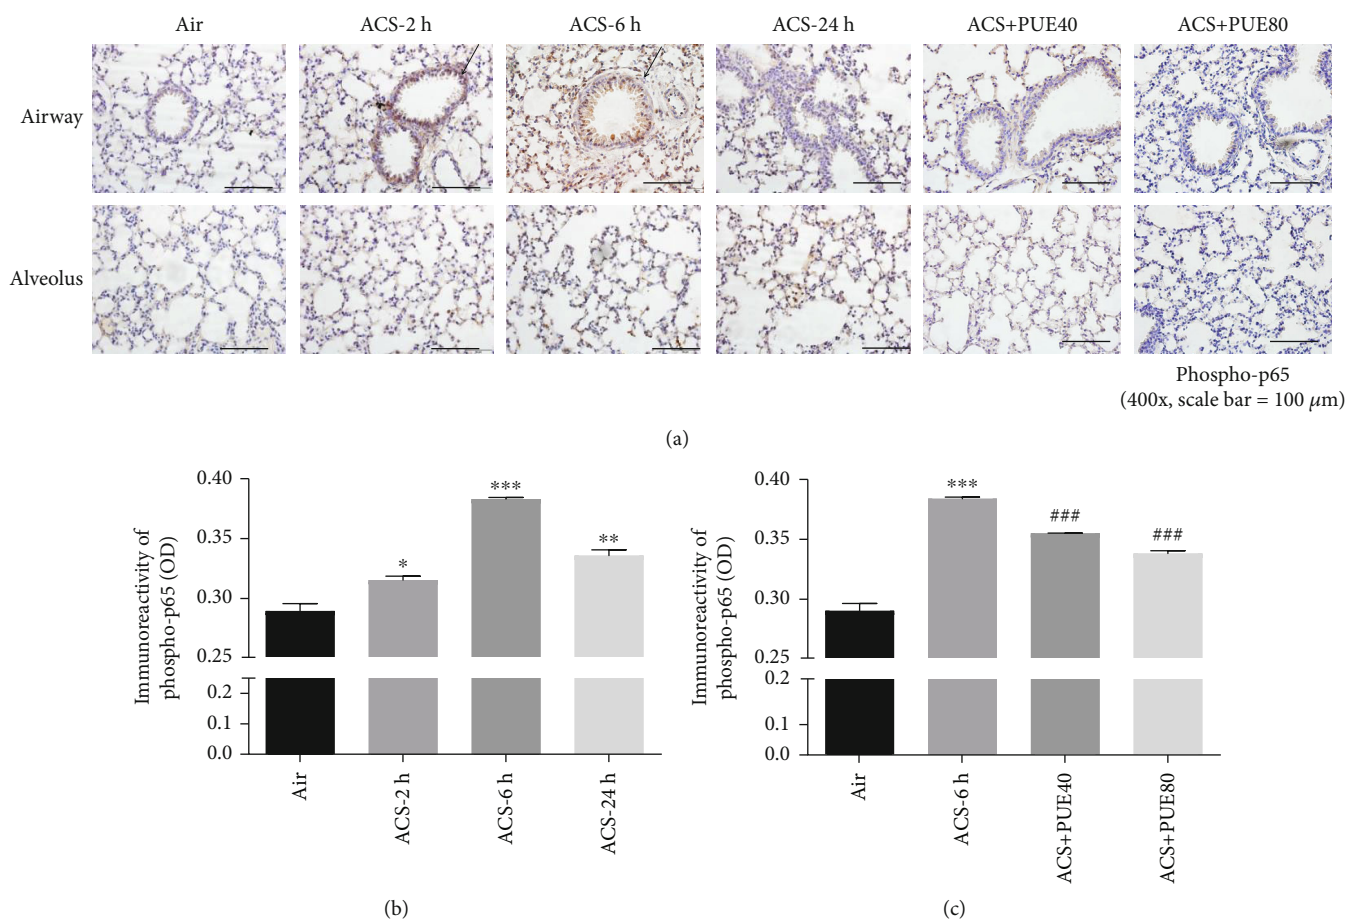 Air
ACS-2 h
ACS-6 h
ACS-24 h
ACS+PUE40
ACS+PUE80
Airway
Alveolus
Phospho-p65
(400x, scale bar = 100 μm)
(a)
Immunoreactivity of
phospho-p65 (OD)
0.40
0.35
0.30
0.25
0.2
0.1
0.0
*
***
**
Air
ACS-2 h
ACS-6 h
ACS-24 h
(b)
Immunoreactivity of
phospho-p65 (OD)
0.40
0.35
0.30
0.25
0.2
0.1
0.0
***
###
###
Air
ACS-6 h
ACS+PUE40
ACS+PUE80
(c)